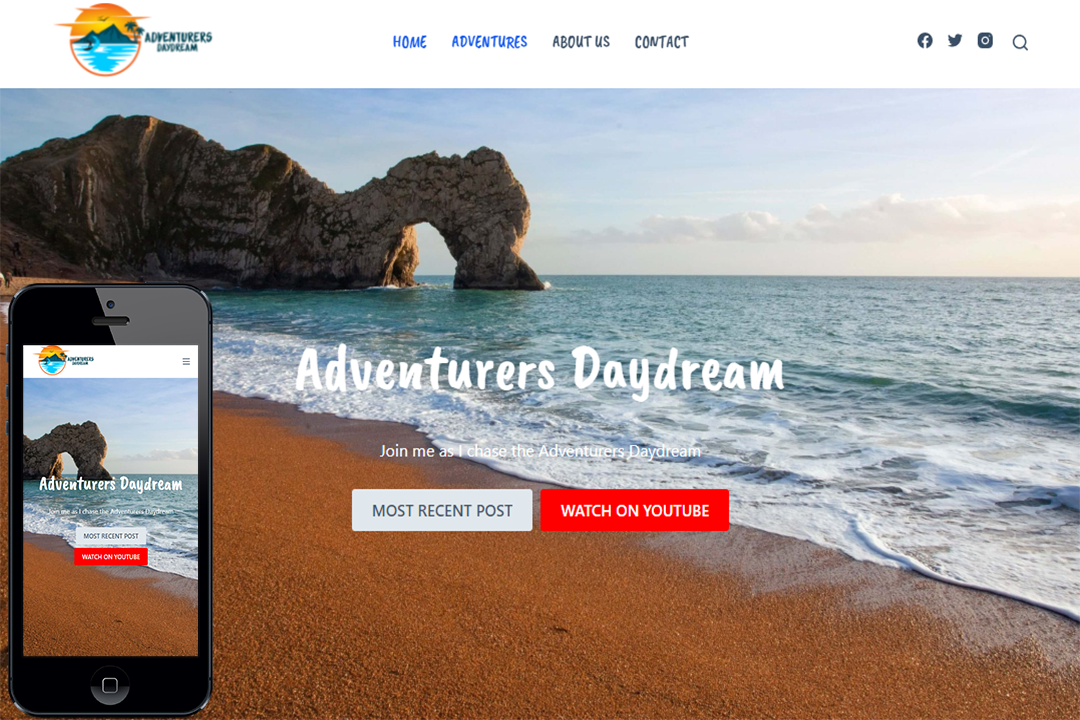 ADVENTURERS
DAYDREAM
HOME ADVENTURES ABOUT US CONTACT
Adventurers Daydream
Join me as I chase the Adventurers Daydream
MOST RECENT POST WATCH ON YOUTUBE
ADVENTURERS
DAYDREAM
Adventurers Daydream
Join me as I chase the Adventurers Daydream
MOST RECENT POST
WATCH ON YOUTUBE